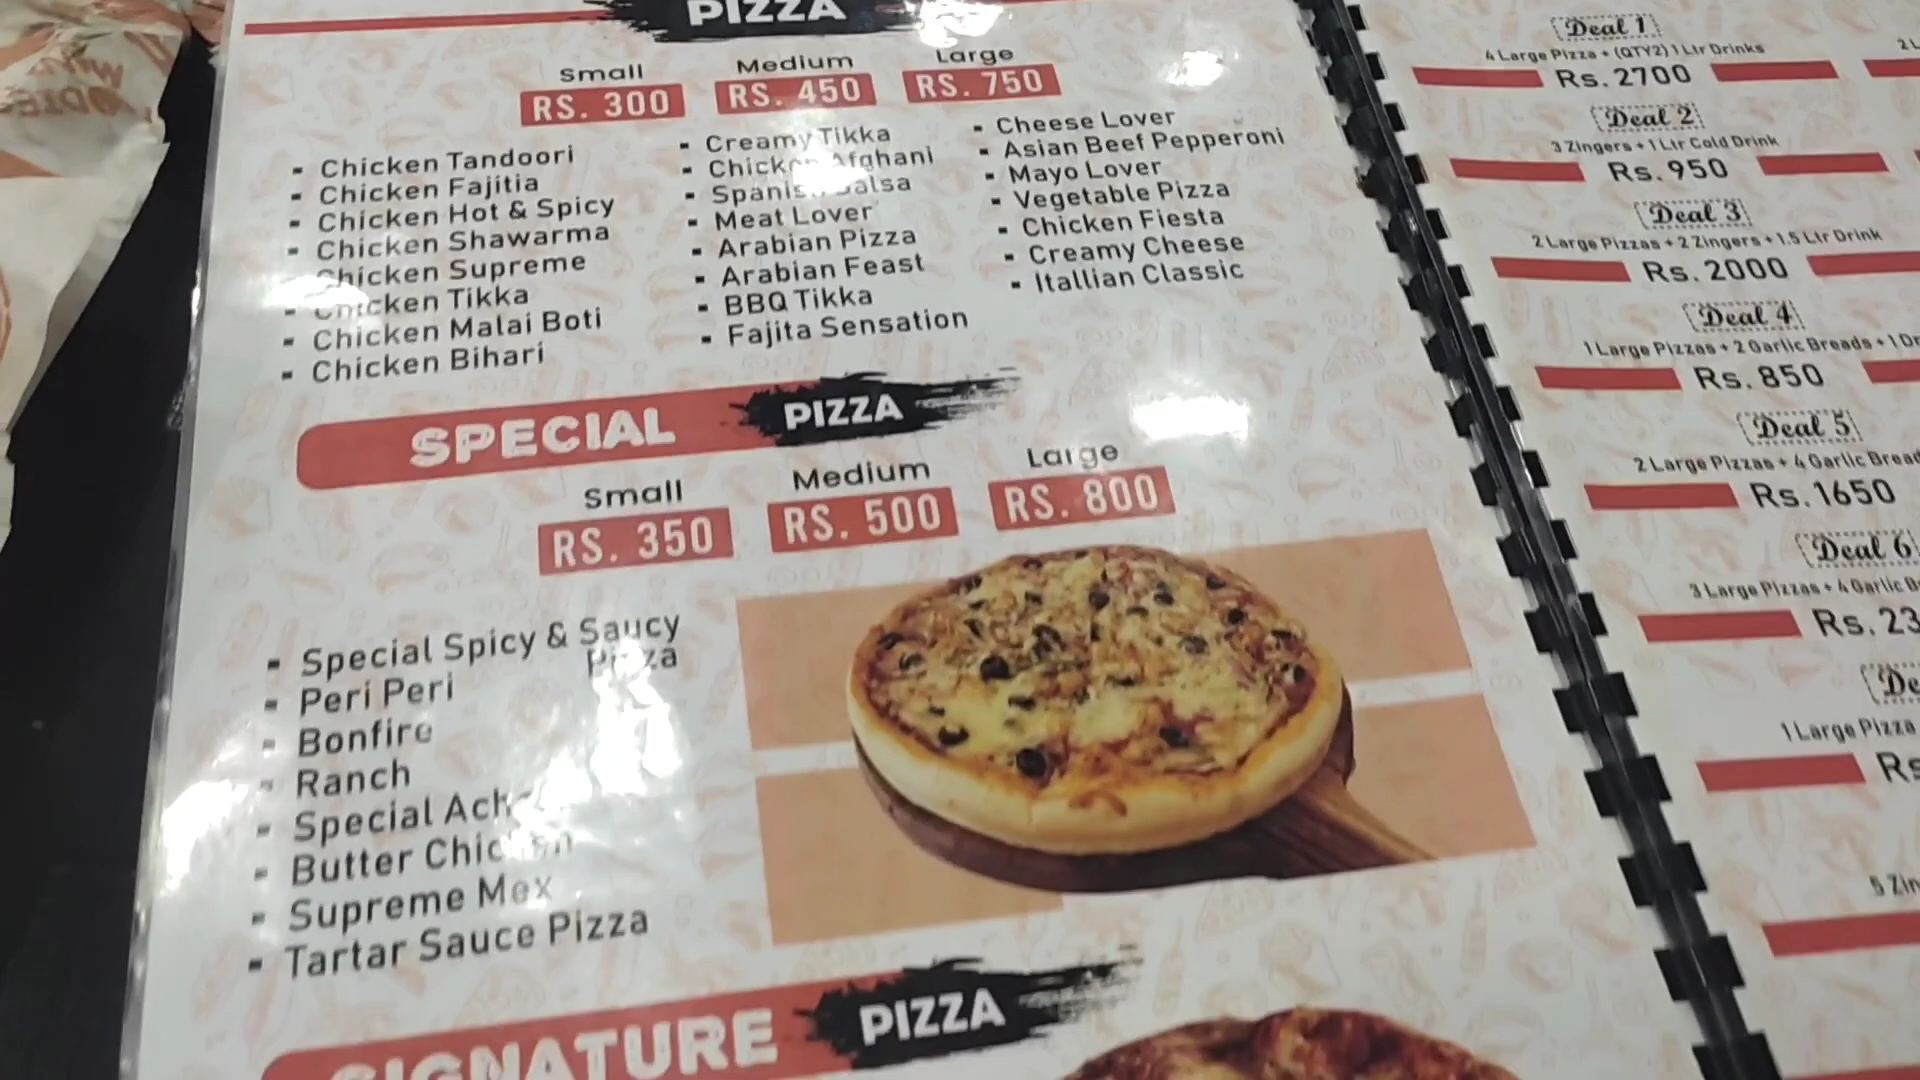 PIZZA
Small Medium Large
RS. 300 RS. 450 RS. 750
Chicken Tandoori
Chicken Fajitia
Chicken Hot & Spicy
Chicken Shawarma
Chicken Supreme
Chicken Tikka
Chicken Malai Boti
Chicken Bihari
Creamy Tikka
Chicken Afghani
Spanish Salsa
Meat Lover
Arabian Pizza
Arabian Feast
BBQ Tikka
Fajita Sensation
Cheese Lover
Asian Beef Pepperoni
Mayo Lover
Vegetable Pizza
Chicken Fiesta
Creamy Cheese
Itallian Classic
SPECIAL PIZZA
Small Medium Large
RS. 350 RS. 500 RS. 800
Special Spicy & Saucy
Pizza
Peri Peri
Bonfire
Ranch
Special
Butter Chicken
Supreme Mex
Tartar Sauce Pizza
SIGNATURE PIZZA
Deal 1
4 Large Pizza + (QTY2) 1 Ltr Drinks
Rs. 2700
Deal 2
3 Zingers + 1 Ltr Cold Drink
Rs. 950
Deal 3
2 Large Pizzas + 2 Zingers + 1.5 Ltr Drink
Rs. 2000
Deal 4
1 Large Pizzas + 2 Garlic Breads + 1
Rs. 850
Deal 5
2 Large Pizzas + 4 Garlic Bread
Rs. 1650
Deal 6
3 Large Pizzas + 4 Garlic
Rs. 23
1 Large Pizza
Rs
5